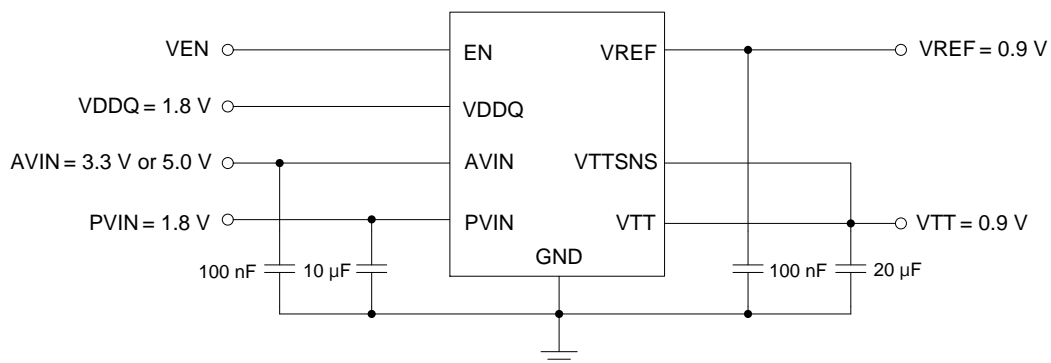 VEN
EN
VREF
VREF = 0.9 V
VDDQ = 1.8 V
VDDQ
AVIN = 3.3 V or 5.0 V
AVIN
VTTSNS
PVIN = 1.8 V
PVIN
VTT
VTT = 0.9 V
GND
100 nF
10 µF
100 nF
20 µF